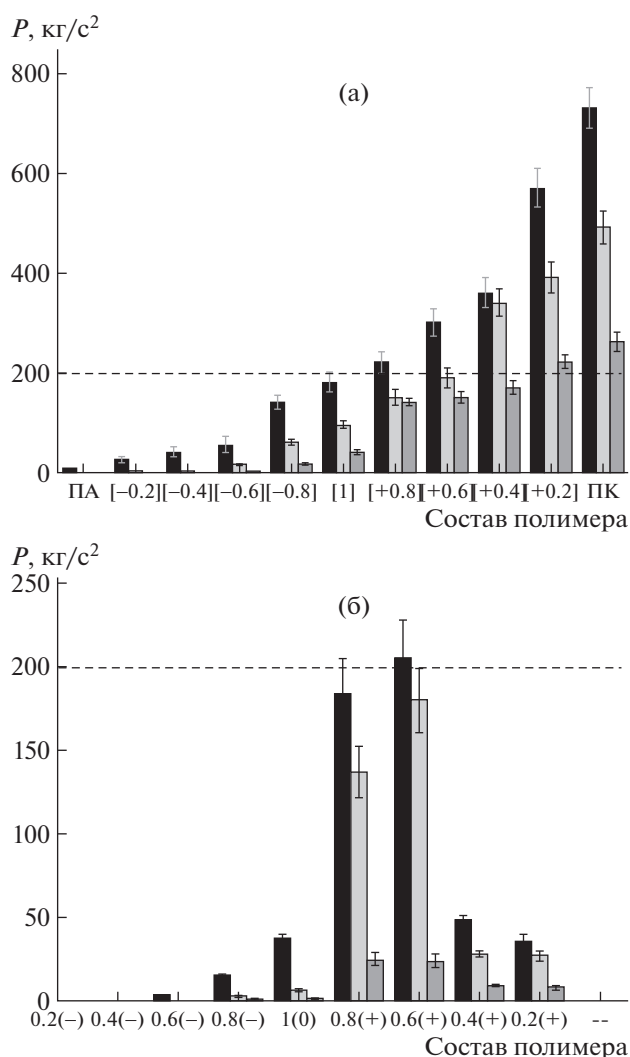 P, кг/с²
800
(а)
600
400
200
0
ПА [−0.2][−0.4][−0.6][−0.8] [1] [+0.8][[+0.6][[+0.4][[+0.2] ПК
Состав полимера
P, кг/с²
250
(б)
200
150
100
50
0
0.2(−) 0.4(−) 0.6(−) 0.8(−) 1(0) 0.8(+) 0.6(+) 0.4(+) 0.2(+) --
Состав полимера